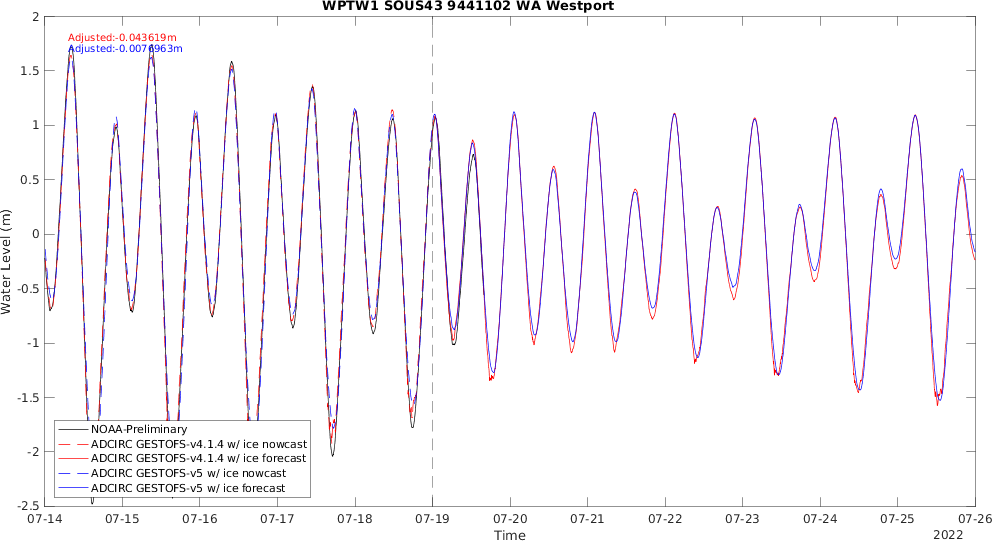 WPTW1 SOUS43 9441102 WA Westport
Adjusted:-0.043619m
Adjusted:-0.0076963m
2
1.5
1
0.5
0
-0.5
-1
-1.5
-2
-2.5
Water Level (m)
NOAA-Preliminary
ADCIRC GESTOFS-v4.1.4 w/ ice nowcast
ADCIRC GESTOFS-v4.1.4 w/ ice forecast
ADCIRC GESTOFS-v5 w/ ice nowcast
ADCIRC GESTOFS-v5 w/ ice forecast
07-14 07-15 07-16 07-17 07-18 07-19 07-20 07-21 07-22 07-23 07-24 07-25 07-26
Time
2022